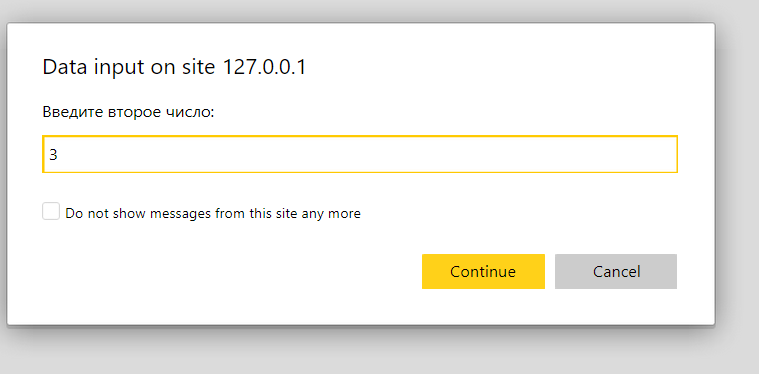 Data input on site 127.0.0.1
Введите второе число:
3
Do not show messages from this site any more
Continue Cancel